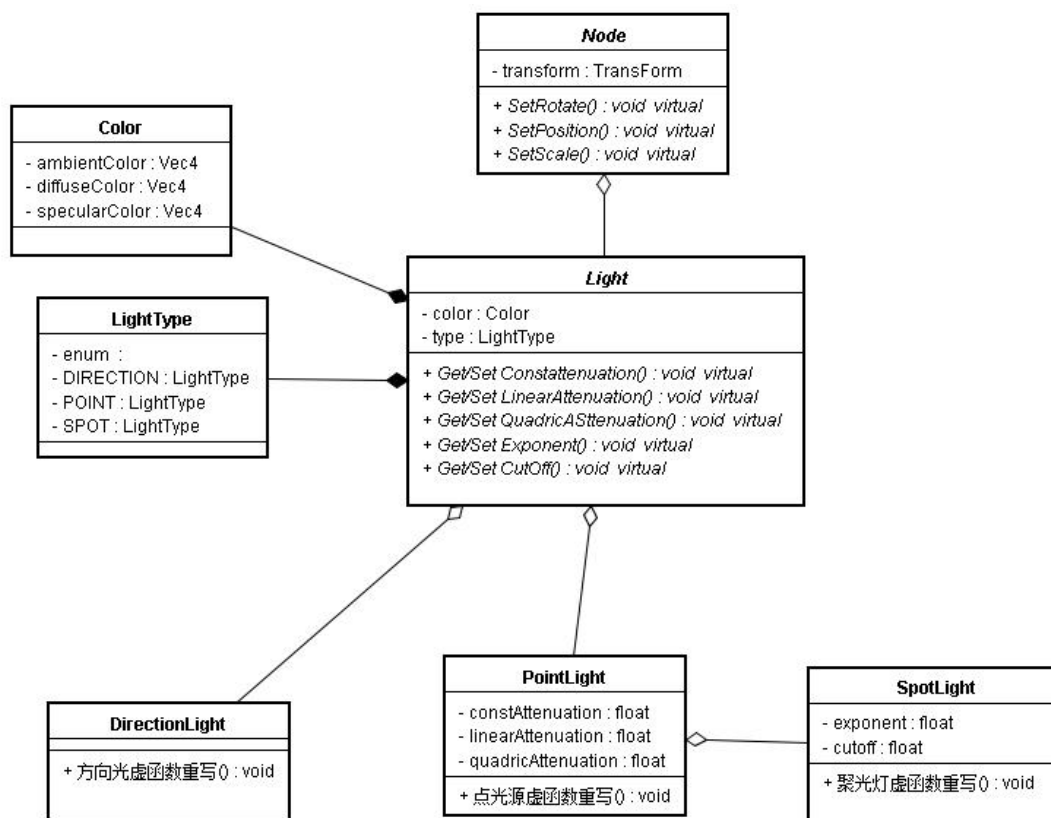 Node
- transform : TransForm
+ SetRotate() : void virtual
+ SetPosition() : void virtual
+ SetScale() : void virtual
Color
- ambientColor : Vec4
- diffuseColor : Vec4
- specularColor : Vec4
Light
- color : Color
- type : LightType
+ Get/Set Constattenuation() : void virtual
+ Get/Set LinearAttenuation() : void virtual
+ Get/Set QuadricASttenuation() : void virtual
+ Get/Set Exponent() : void virtual
+ Get/Set CutOff() : void virtual
LightType
- enum :
- DIRECTION : LightType
- POINT : LightType
- SPOT : LightType
DirectionLight
+ 方向光虚函数重写() : void
PointLight
- constAttenuation : float
- linearAttenuation : float
- quadricAttenuation : float
+ 点光源虚函数重写() : void
SpotLight
- exponent : float
- cutoff : float
+ 聚光灯虚函数重写() : void